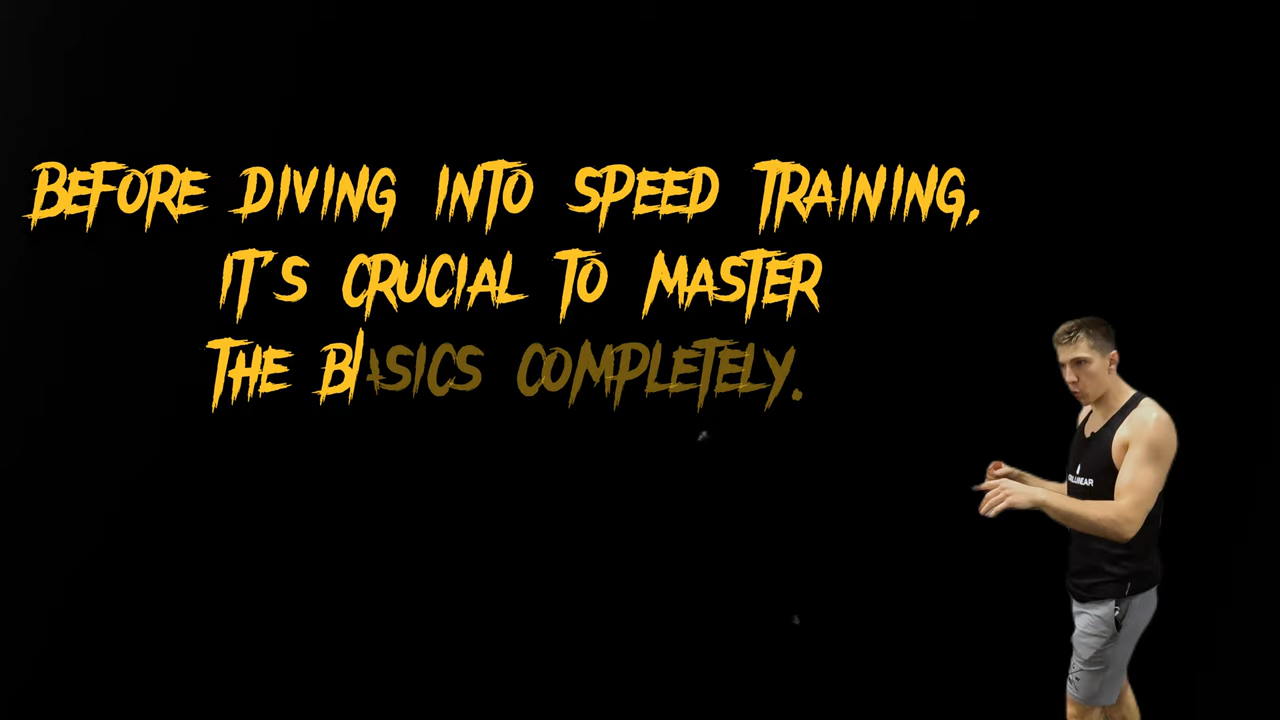 BEFORE DIVING INTO SPEED TRAINING,
IT'S CRUCIAL TO MASTER
THE BASICS COMPLETELY.